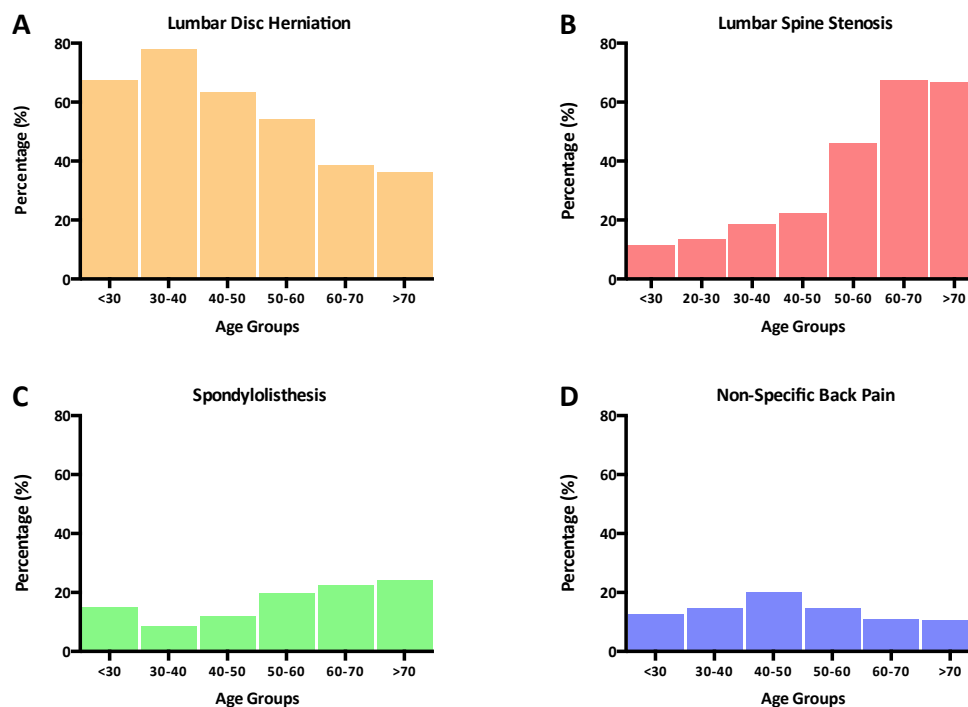 A
Lumbar Disc Herniation
Percentage (%)
80
60
40
20
0
<30 30-40 40-50 50-60 60-70 >70
Age Groups
B
Lumbar Spine Stenosis
Percentage (%)
80
60
40
20
0
<30 20-30 30-40 40-50 50-60 60-70 >70
Age Groups
C
Spondylolisthesis
Percentage (%)
80
60
40
20
0
<30 30-40 40-50 50-60 60-70 >70
Age Groups
D
Non-Specific Back Pain
Percentage (%)
80
60
40
20
0
<30 30-40 40-50 50-60 60-70 >70
Age Groups